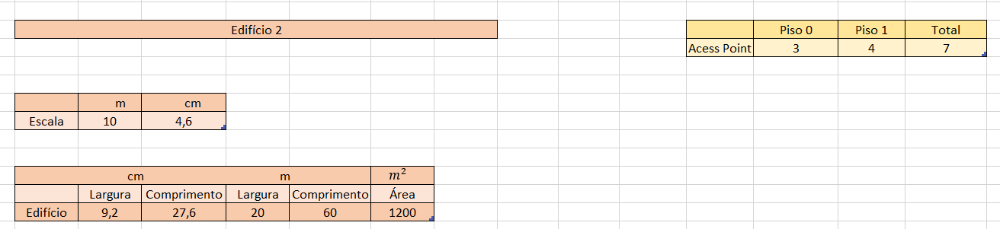 Edifício 2
Piso 0 Piso 1 Total
Acess Point 3 4 7
m cm
Escala 10 4,6
cm m m²
Largura Comprimento Largura Comprimento Área
Edifício 9,2 27,6 20 60 1200